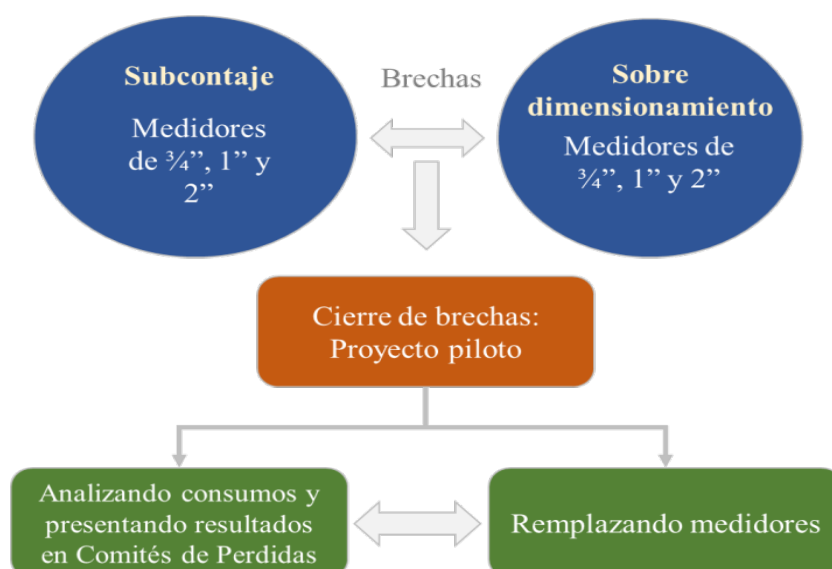 Subcontaje
Medidores
de ¾”, 1” y
2”
Brechas
Sobre
dimensionamiento
Medidores de
¾”, 1” y 2”
Cierre de brechas:
Proyecto piloto
Analizando consumos y
presentando resultados
en Comités de Perdidas
Remplazando medidores